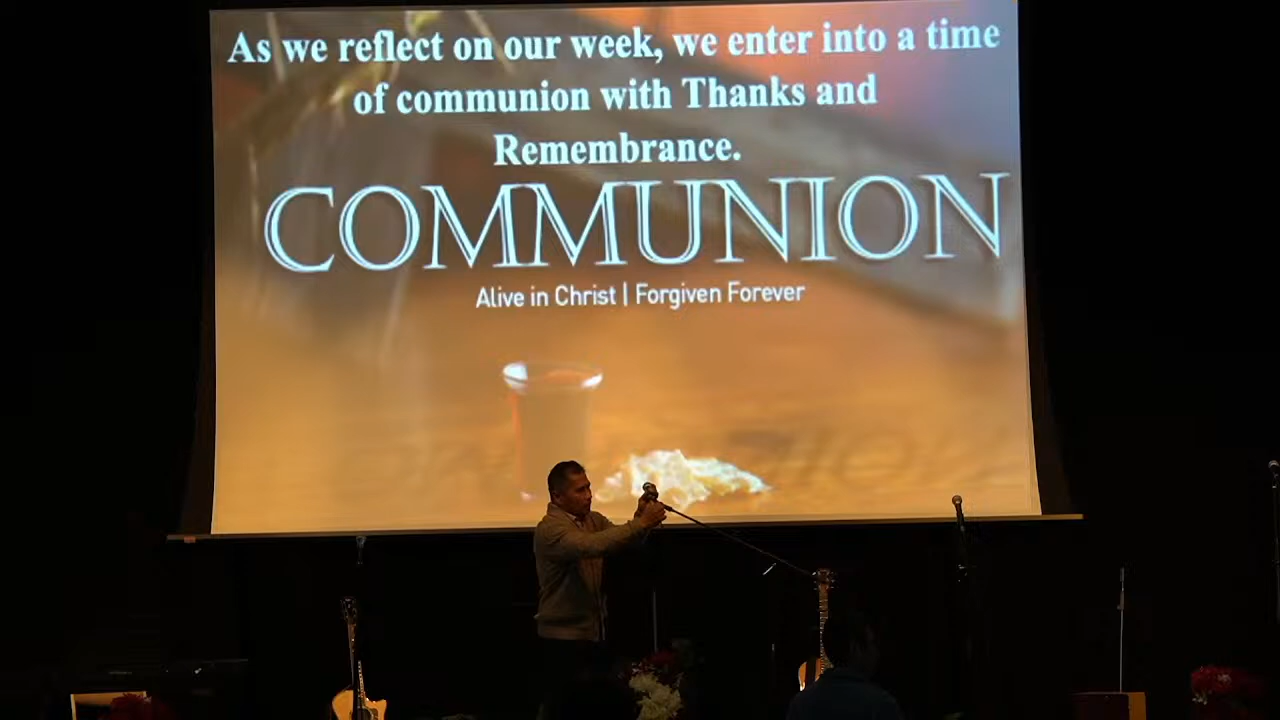 As we reflect on our week, we enter into a time
of communion with Thanks and
Remembrance.
COMMUNION
Alive in Christ | Forgiven Forever